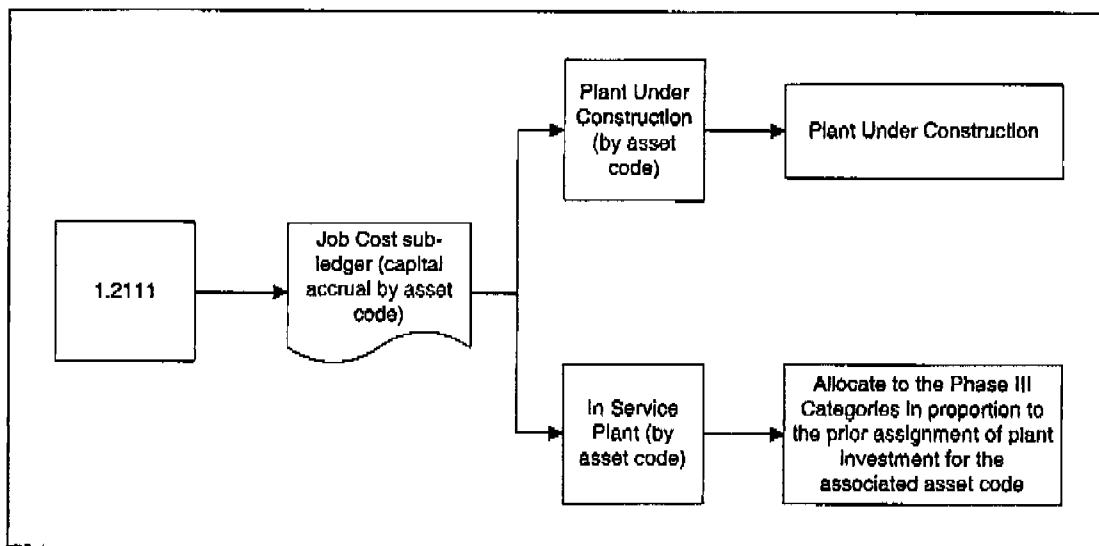 Plant Under
Construction
(by asset
code)
Plant Under Construction
1.2111
Job Cost sub-
ledger (capital
accrual by asset
code)
In Service
Plant (by
asset code)
Allocate to the Phase III
Categories in proportion to
the prior assignment of plant
investment for the
associated asset code